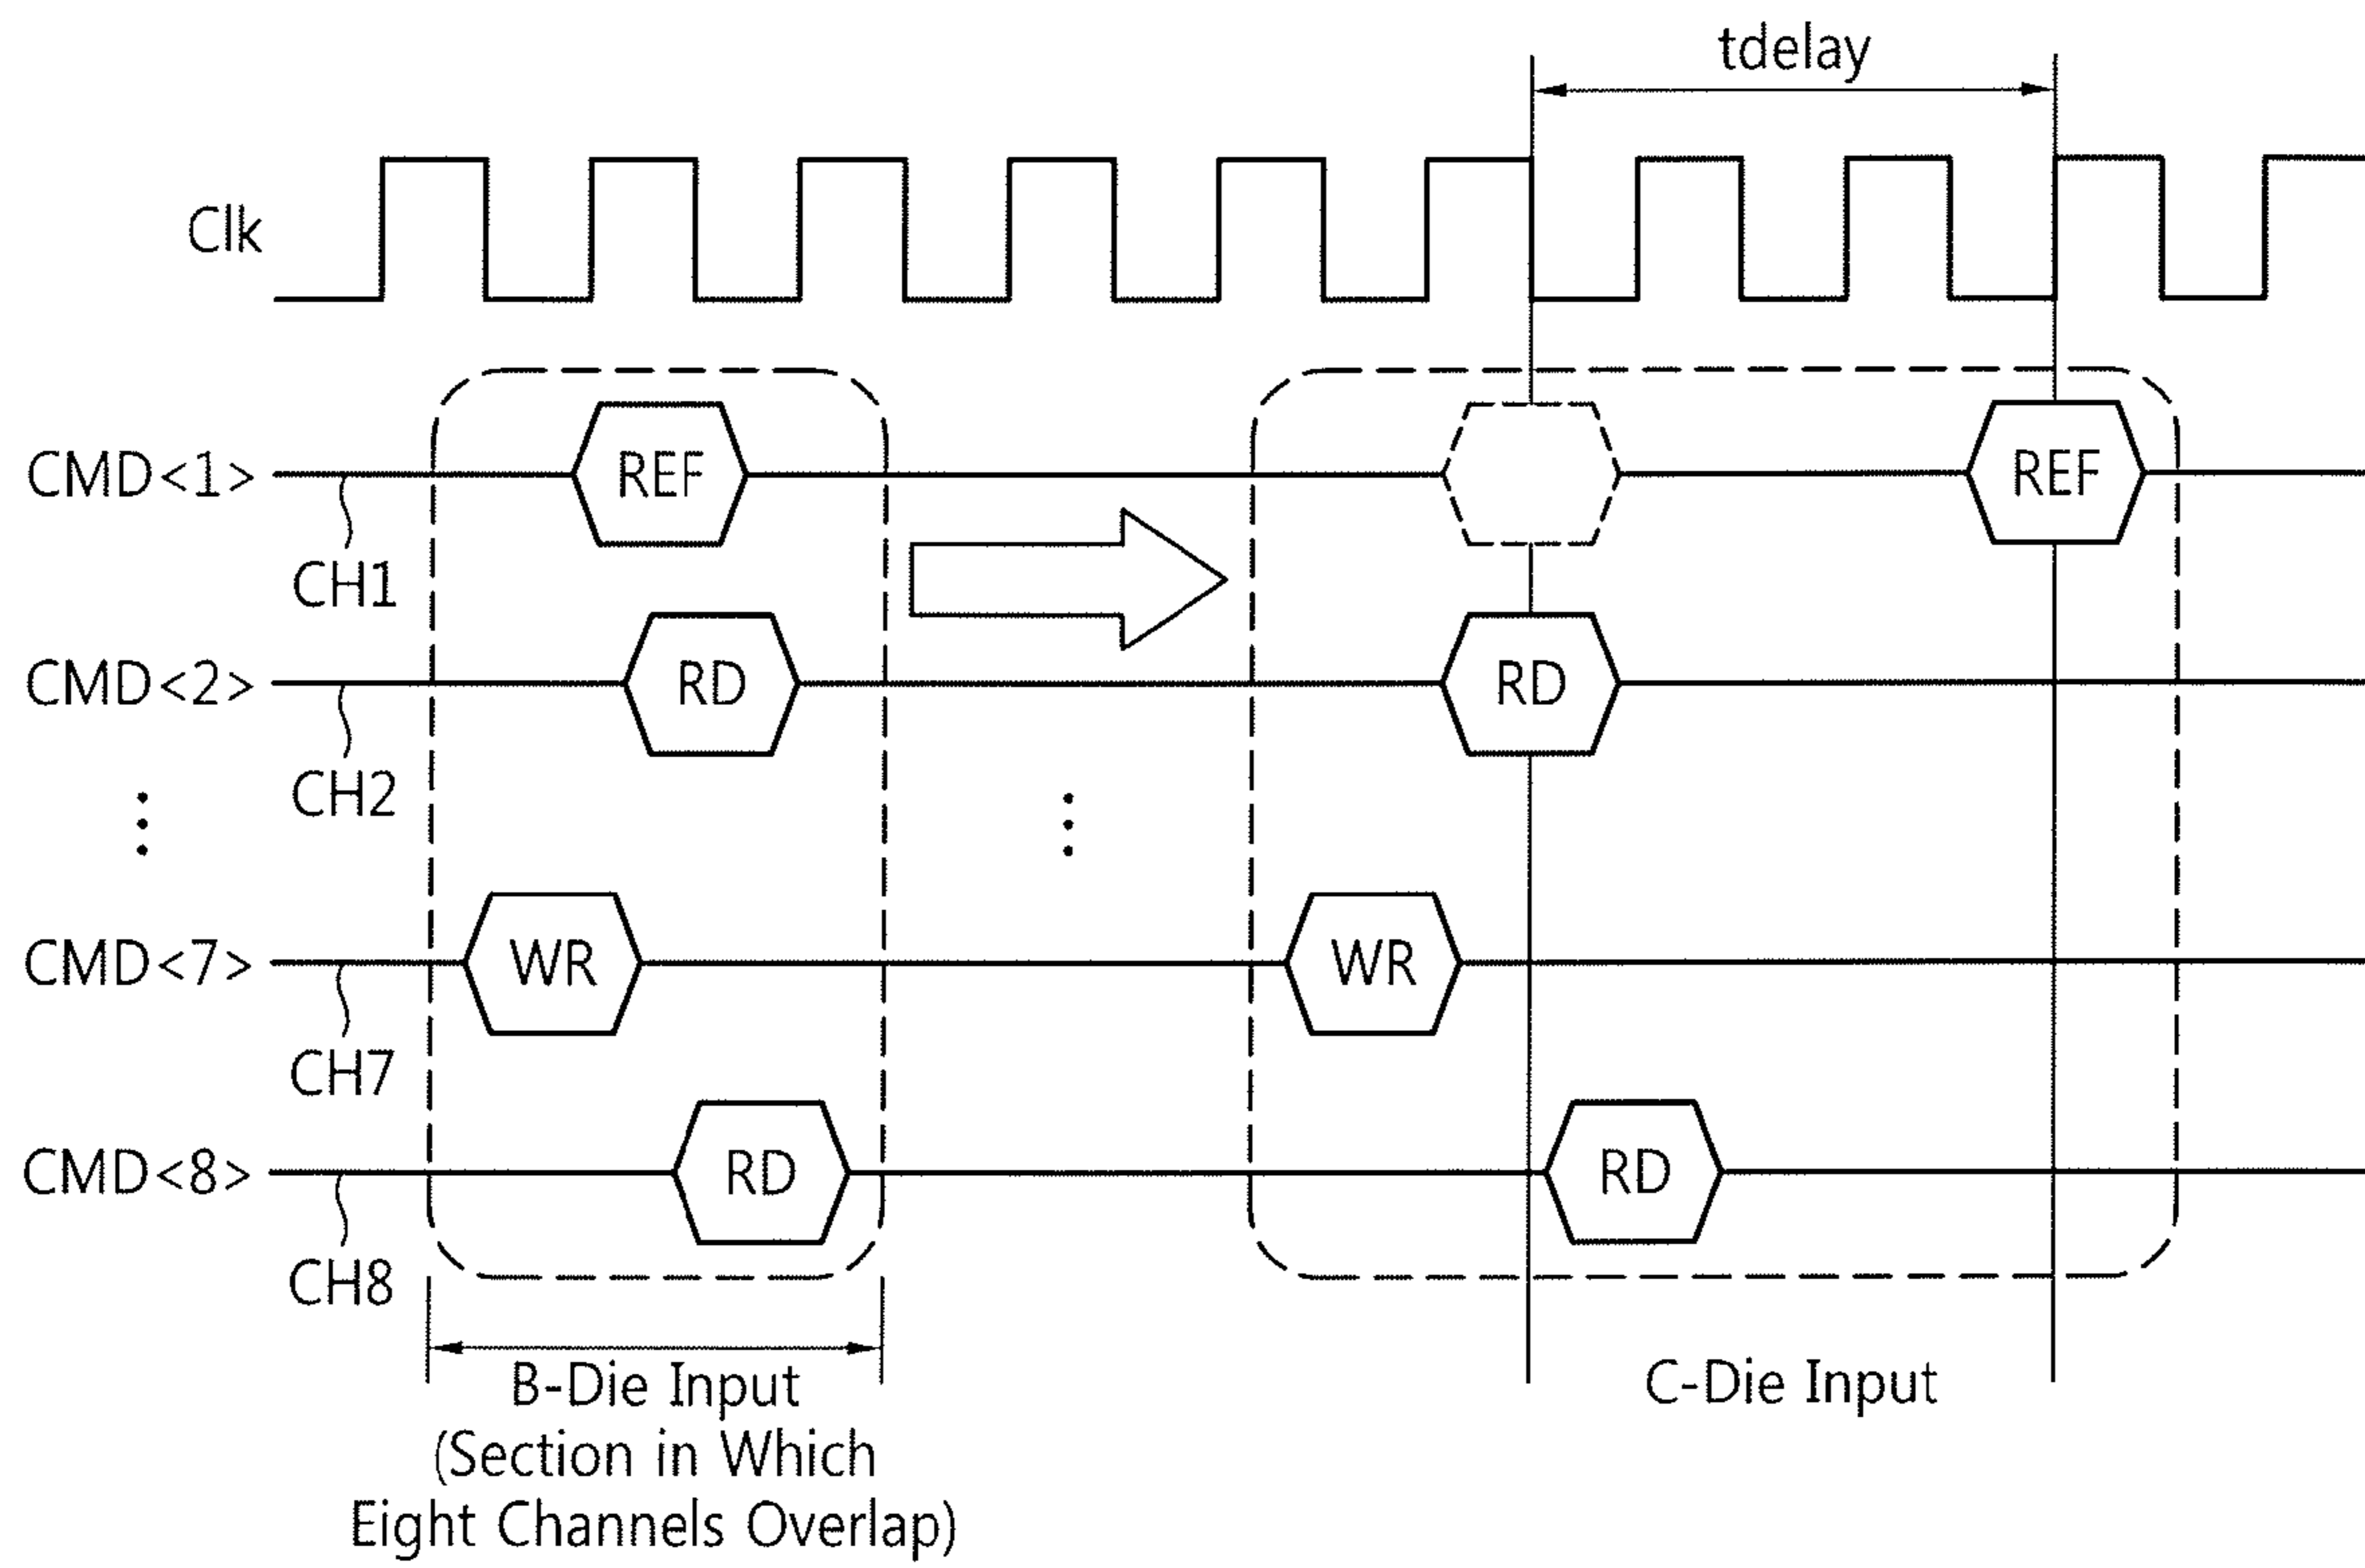 tdelay
Clk
CMD<1>
REF
REF
CH1
CMD<2>
RD
RD
CH2
CMD<7>
WR
WR
CH7
CMD<8>
RD
RD
CH8
B-Die Input
(Section in Which
Eight Channels Overlap)
C-Die Input